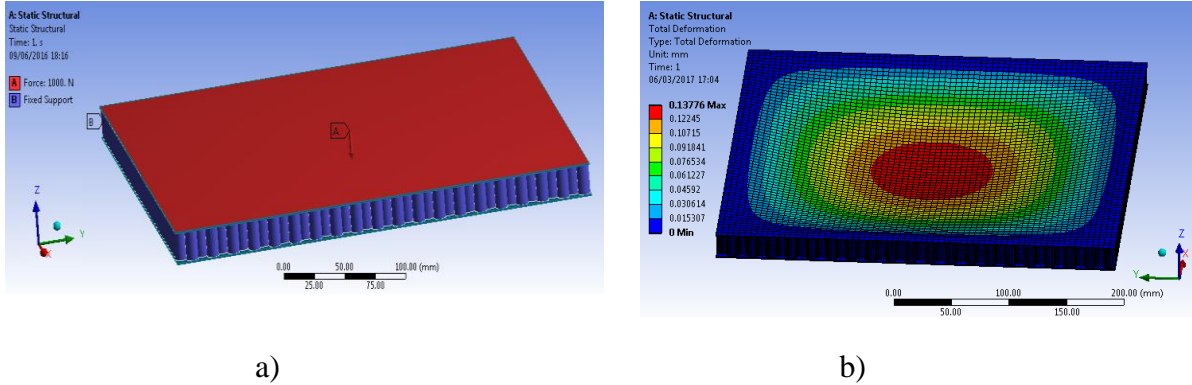 A: Static Structural
Static Structural
Time: 1. s
09/06/2016 18:16
A Force: 1000. N
B Fixed Support
B
A
Z
Y
X
0.00 50.00 100.00 (mm)
25.00 75.00
a)
A: Static Structural
Total Deformation
Type: Total Deformation
Unit: mm
Time: 1
06/03/2017 17:04
0.13776 Max
0.12245
0.10715
0.091841
0.076534
0.061227
0.04592
0.030614
0.015307
0 Min
Z
X
Y
0.00 100.00 200.00 (mm)
50.00 150.00
b)